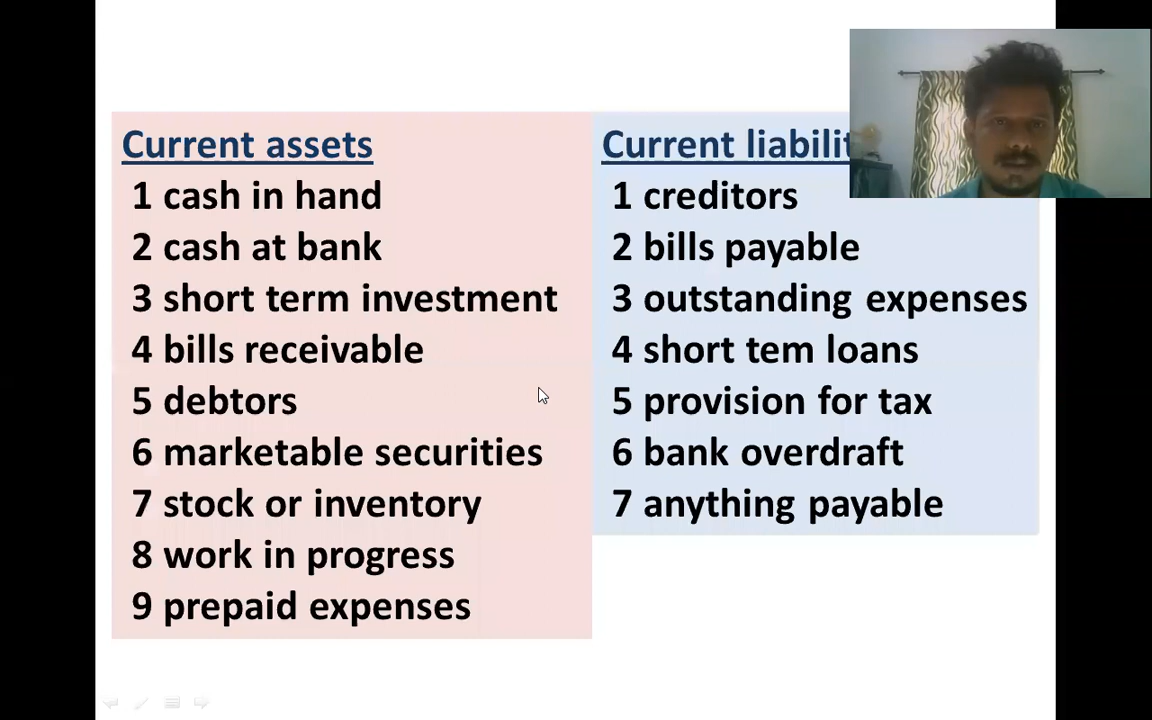 Current assets
1 cash in hand
2 cash at bank
3 short term investment
4 bills receivable
5 debtors
6 marketable securities
7 stock or inventory
8 work in progress
9 prepaid expenses
Current liabilit
1 creditors
2 bills payable
3 outstanding expenses
4 short tem loans
5 provision for tax
6 bank overdraft
7 anything payable